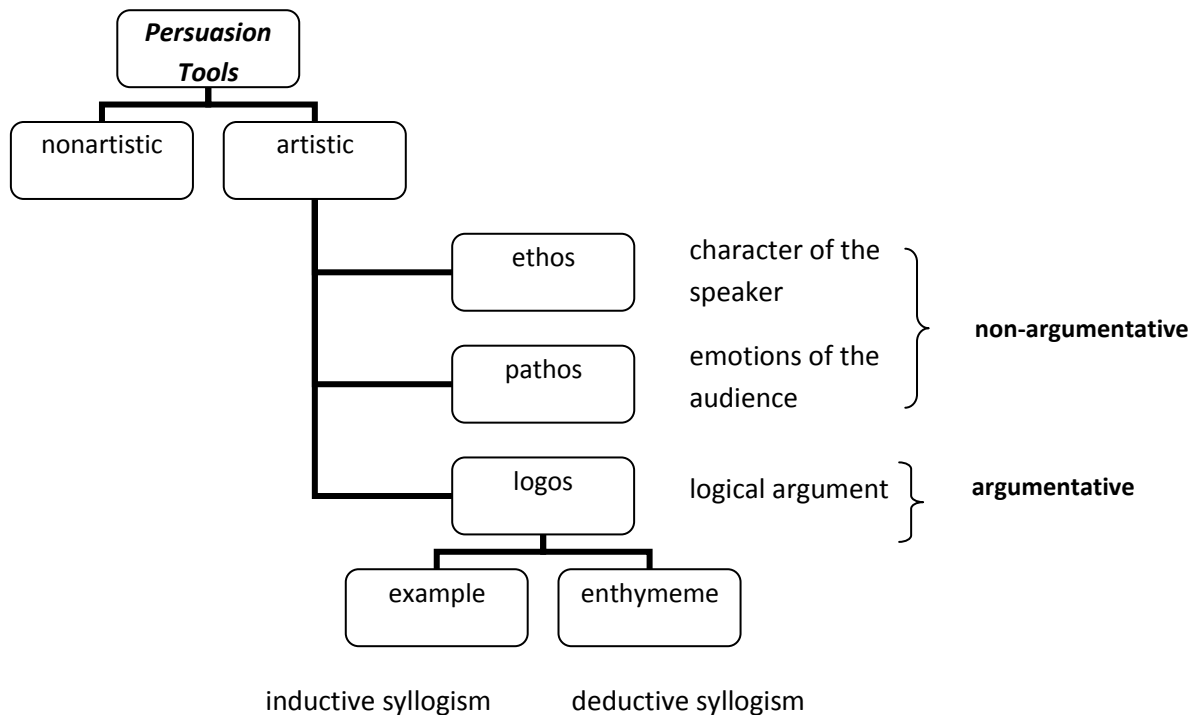 Persuasion
Tools
nonartistic
artistic
ethos
character of the
speaker
non-argumentative
pathos
emotions of the
audience
logos
logical argument
argumentative
example
enthymeme
inductive syllogism
deductive syllogism